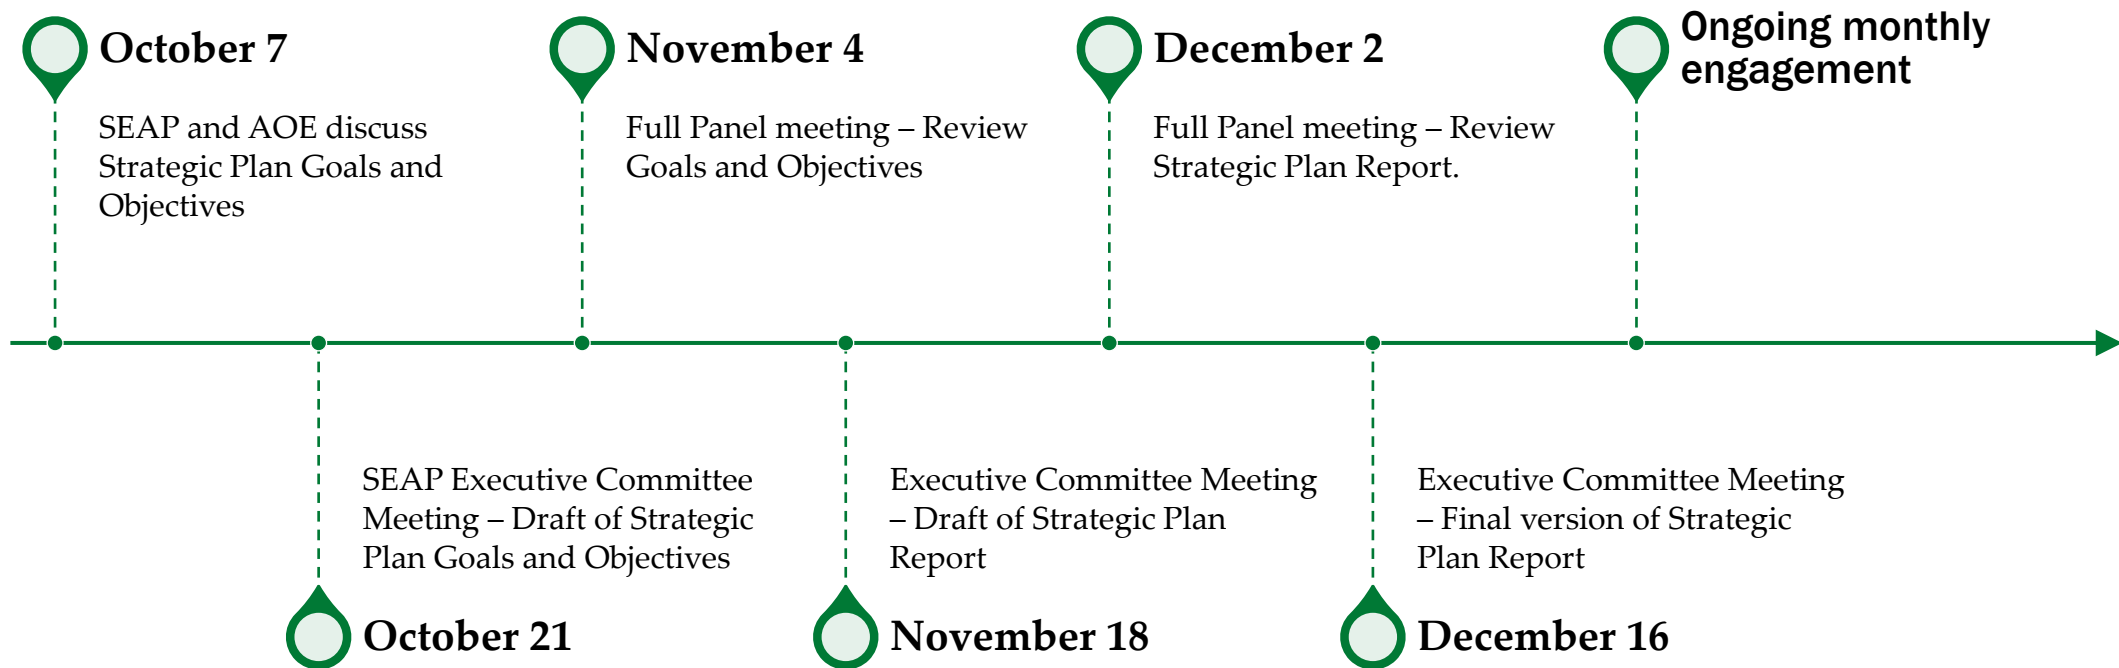 October 7
SEAP and AOE discuss
Strategic Plan Goals and
Objectives
November 4
Full Panel meeting – Review
Goals and Objectives
December 2
Full Panel meeting – Review
Strategic Plan Report.
Ongoing monthly
engagement
SEAP Executive Committee
Meeting – Draft of Strategic
Plan Goals and Objectives
October 21
Executive Committee Meeting
– Draft of Strategic Plan
Report
November 18
Executive Committee Meeting
– Final version of Strategic
Plan Report
December 16